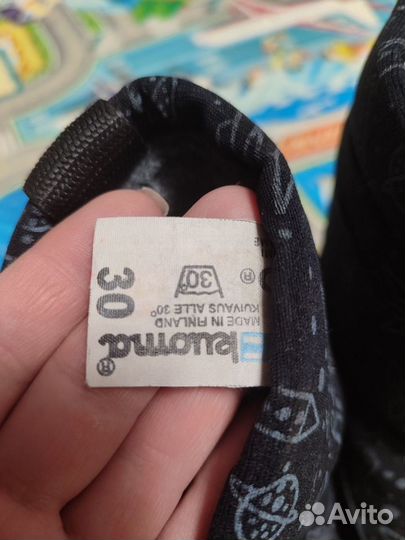 30
kuoma®
MADE IN FINLAND
KUIVAUS ALLE 30°
30°
®
Avito